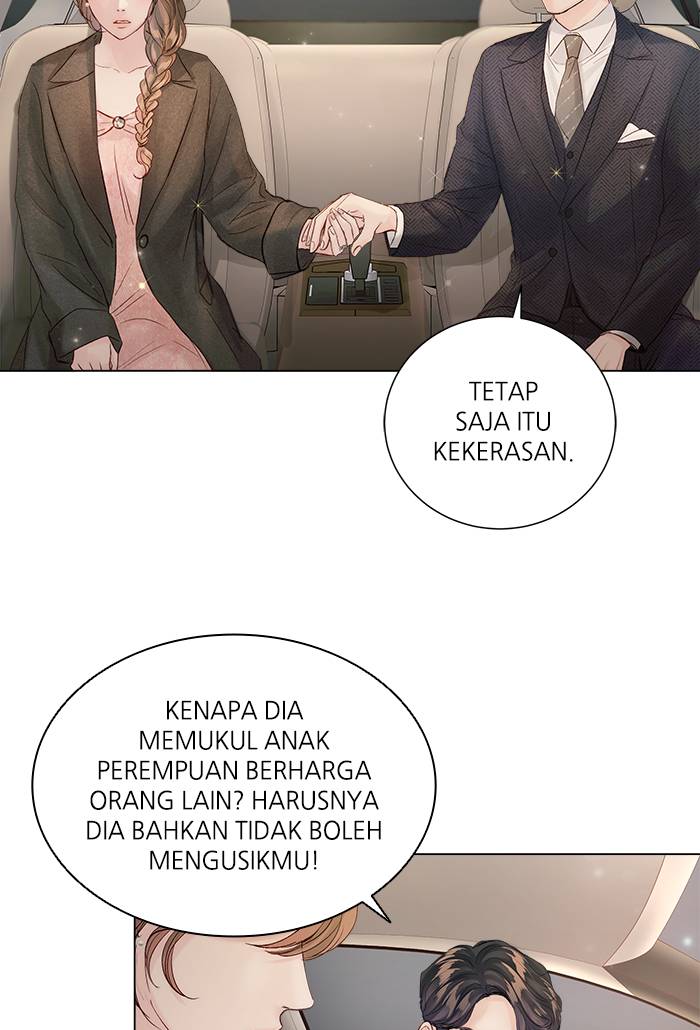 TETAP
SAJA ITU
KEKERASAN.
KENAPA DIA
MEMUKUL ANAK
PEREMPUAN BERHARGA
ORANG LAIN? HARUSNYA
DIA BAHKAN TIDAK BOLEH
MENGUSIKMU!